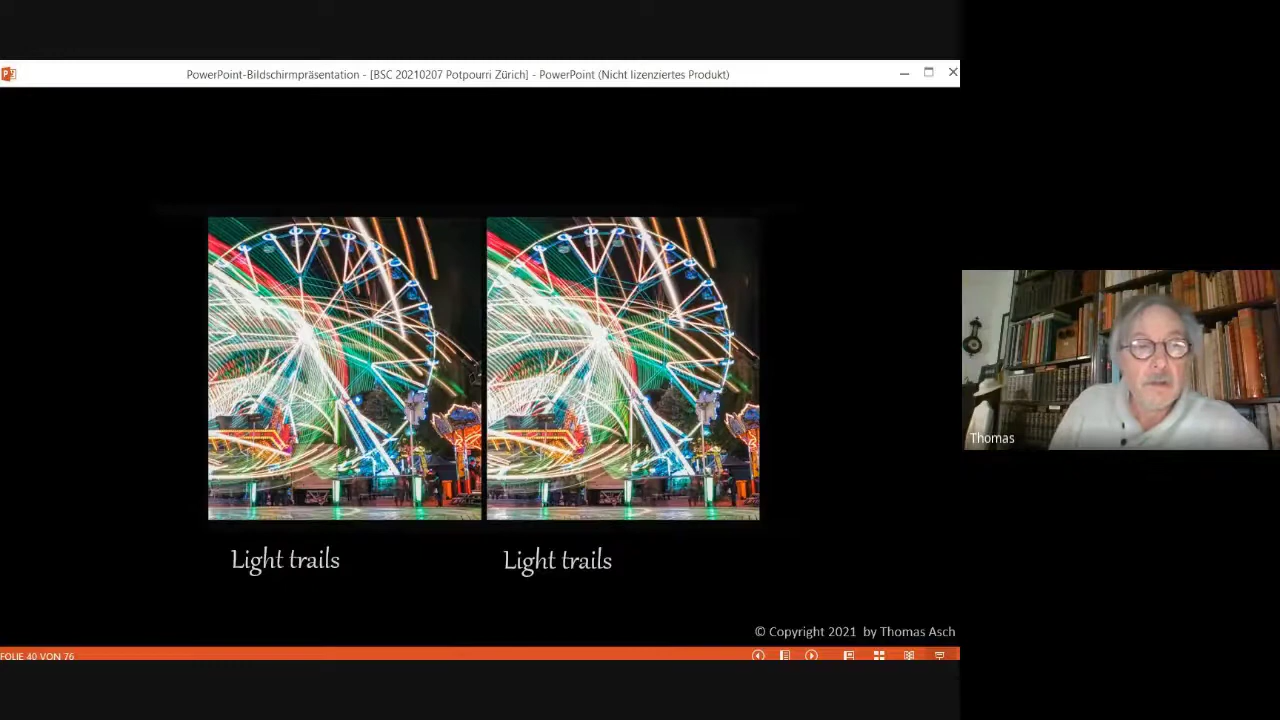 PowerPoint-Bildschirmpräsentation - [BSC 20210207 Potpourri Zürich] - PowerPoint (Nicht lizenziertes Produkt)
Light trails
Light trails
© Copyright 2021 by Thomas Asch
FOLIE 40 VON 76
Thomas